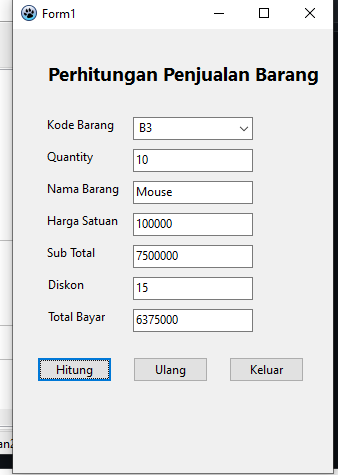 Form1
Perhitungan Penjualan Barang
Kode Barang B3
Quantity 10
Nama Barang Mouse
Harga Satuan 100000
Sub Total 7500000
Diskon 15
Total Bayar 6375000
Hitung Ulang Keluar
an2